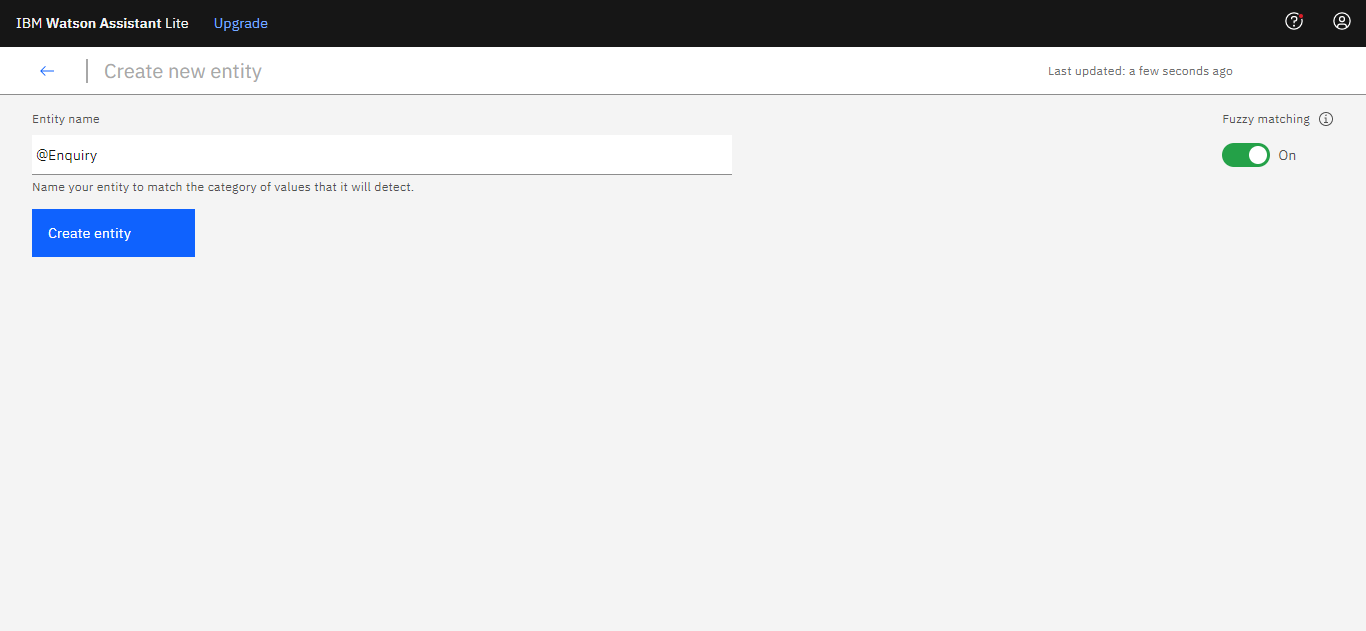 IBM Watson Assistant Lite Upgrade
Create new entity
Last updated: a few seconds ago
Entity name
Fuzzy matching
@Enquiry
On
Name your entity to match the category of values that it will detect.
Create entity